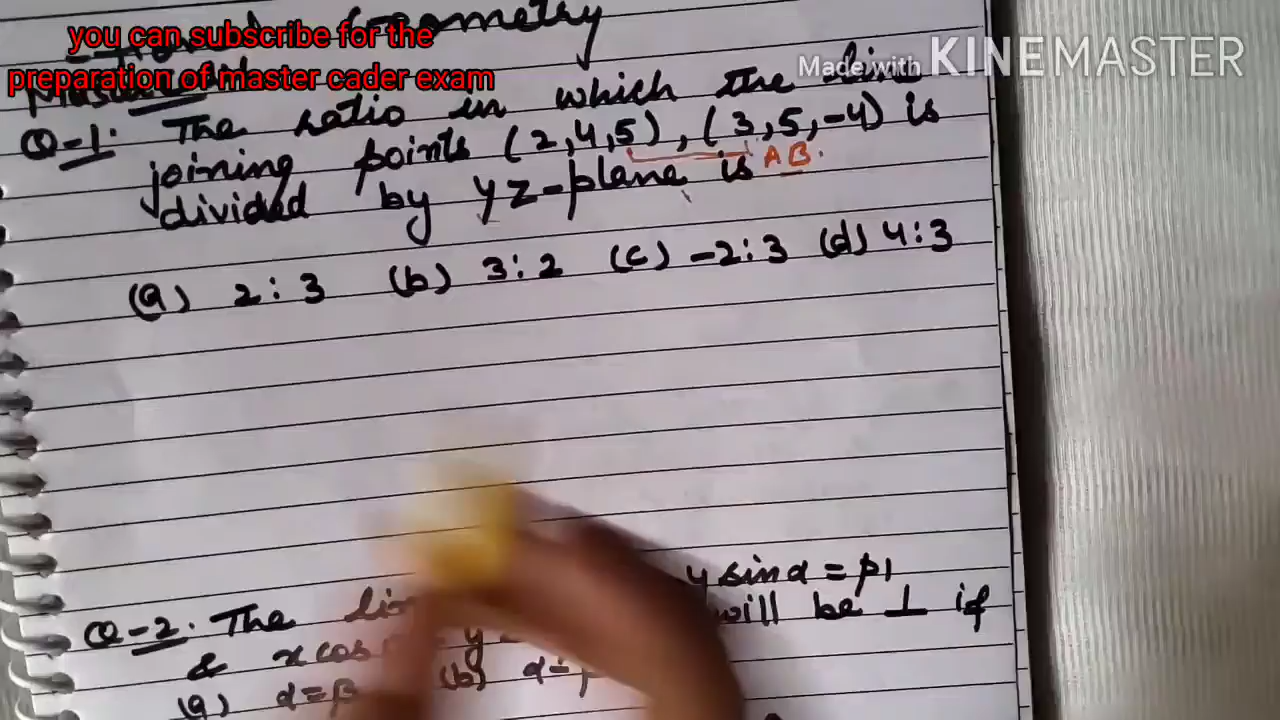 Geometry
you can subscribe for the
preparation of master cader exam
Made with KINEMASTER
Q-1. The ratio in which the line
joining points (2,4,5), (3,5,-4) is
divided by yz-plane is AB.
(a) 2:3 (b) 3:2 (c) -2:3 (d) 4:3
y sinα = p1
Q-2. The
& x cos will be ⊥ if
(a) α=β (b) α-